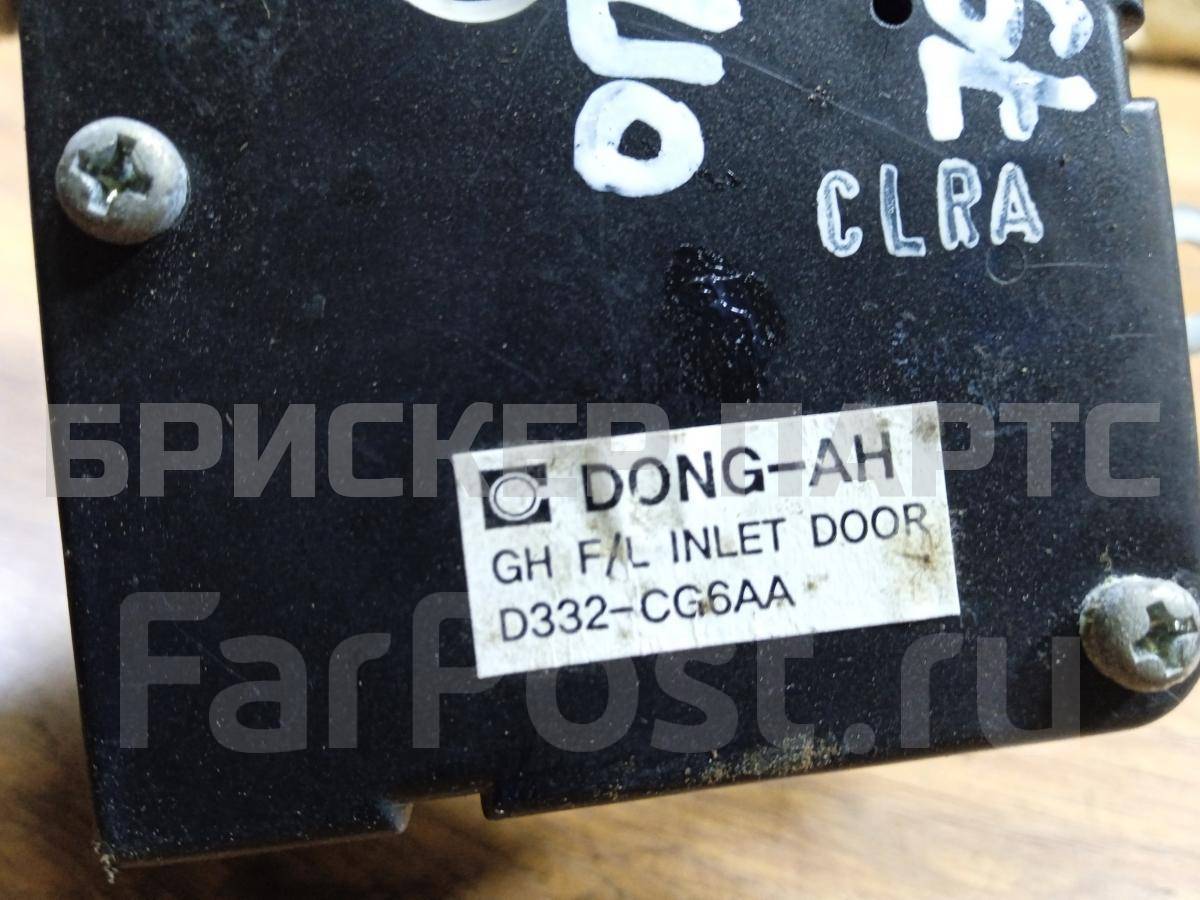 CLRA
БРИСКЕР ПАРТС
DONG-AH
GH F/L INLET DOOR
D332-CG6AA
FarPost.ru